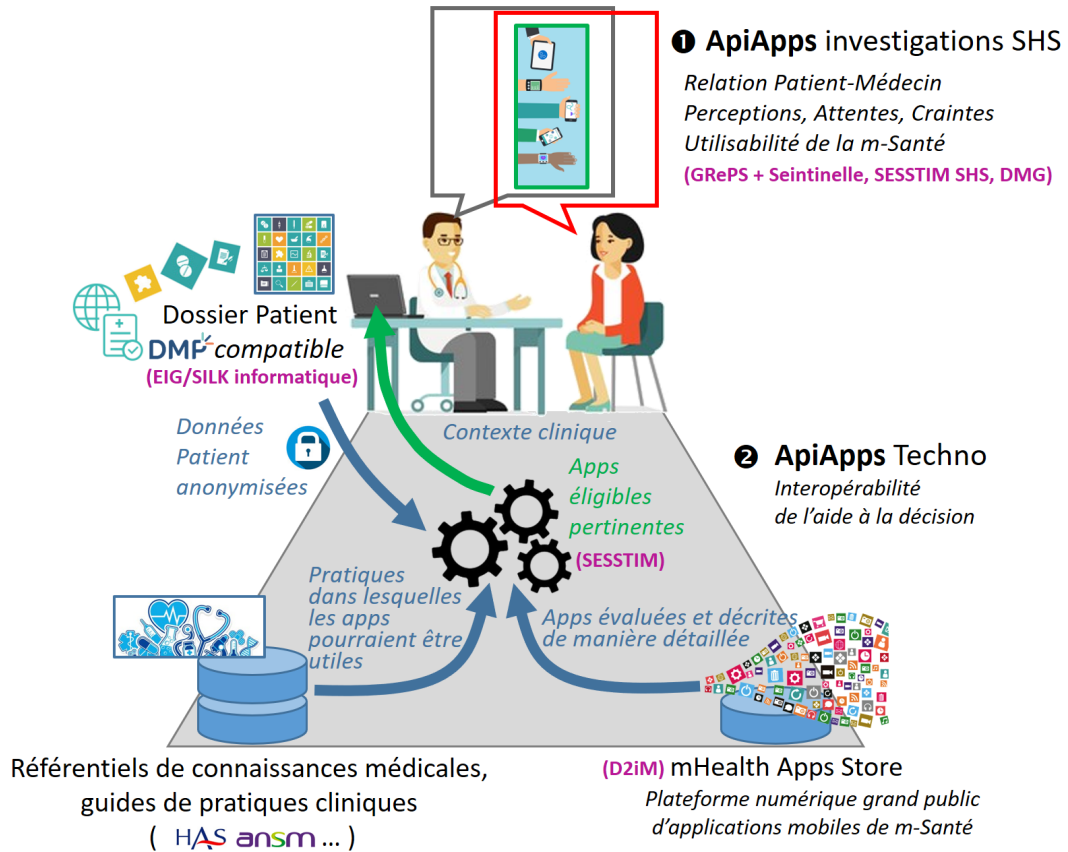 ❶ ApiApps investigations SHS
Relation Patient-Médecin
Perceptions, Attentes, Craintes
Utilisabilité de la m-Santé
(GRePS + Seintinelle, SESSTIM SHS, DMG)
Dossier Patient
DMP compatible
(EIG/SILK informatique)
Données
Patient
anonymisées
Contexte clinique
Apps
éligibles
pertinentes
(SESSTIM)
❷ ApiApps Techno
Interopérabilité
de l’aide à la décision
Pratiques
dans lesquelles
les apps
pourraient être
utiles
Apps évaluées et décrites
de manière détaillée
Référentiels de connaissances médicales,
guides de pratiques cliniques
( HAS ansm ... )
(D2iM) mHealth Apps Store
Plateforme numérique grand public
d’applications mobiles de m-Santé